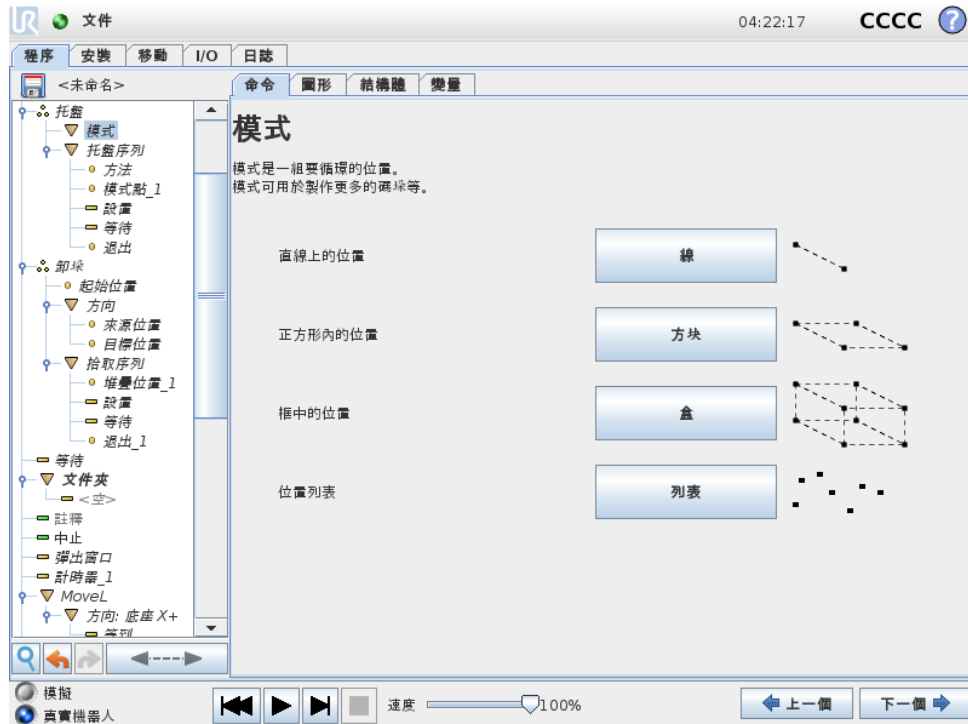 UR 文件 04:22:17 CCCC ?
程序 安裝 移動 I/O 日誌
<未命名>
命令 圖形 結構體 變量
托盤
模式
托盤序列
方法
模式點_1
設置
等待
退出
卸垛
起始位置
方向
來源位置
目標位置
拾取序列
堆疊位置_1
設置
等待
退出_1
等待
文件夾
<空>
註釋
中止
彈出窗口
計時器_1
MoveL
方向: 底座 X+
等到
模式
模式是一組要循環的位置。
模式可用於製作更多的碼垛等。
直線上的位置 線
正方形內的位置 方块
框中的位置 盒
位置列表 列表
模擬
真實機器人
速度 100%
上一個 下一個